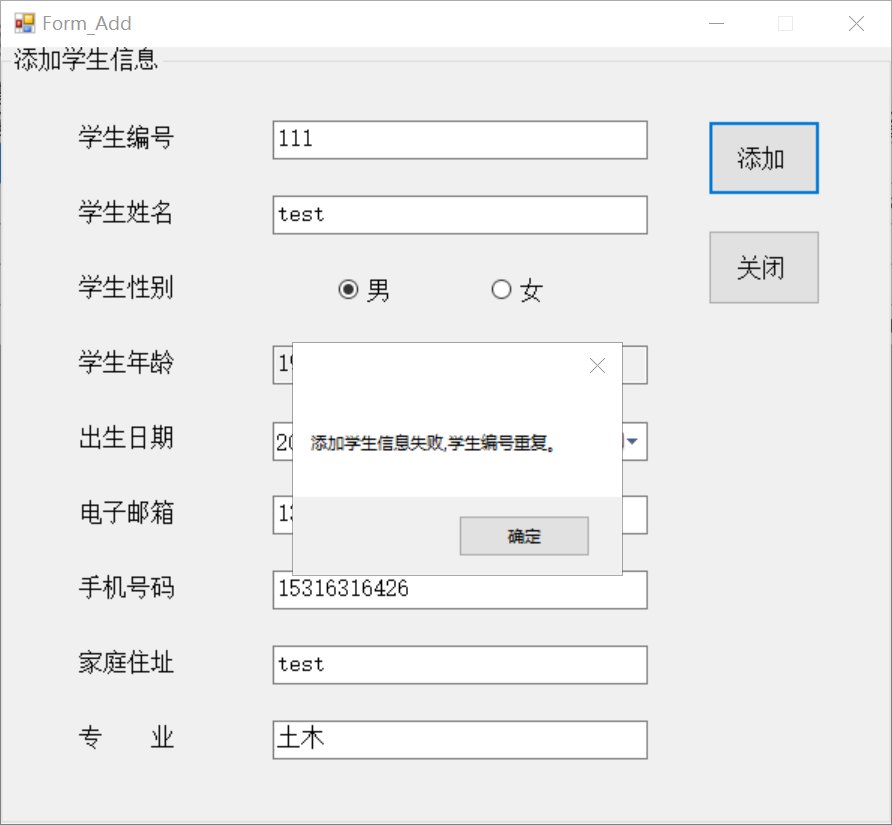 Form_Add
添加学生信息
学生编号 111
添加
学生姓名 test
关闭
学生性别 男 女
学生年龄
出生日期 20
添加学生信息失败,学生编号重复。
电子邮箱
确定
手机号码 15316316426
家庭住址 test
专 业 土木